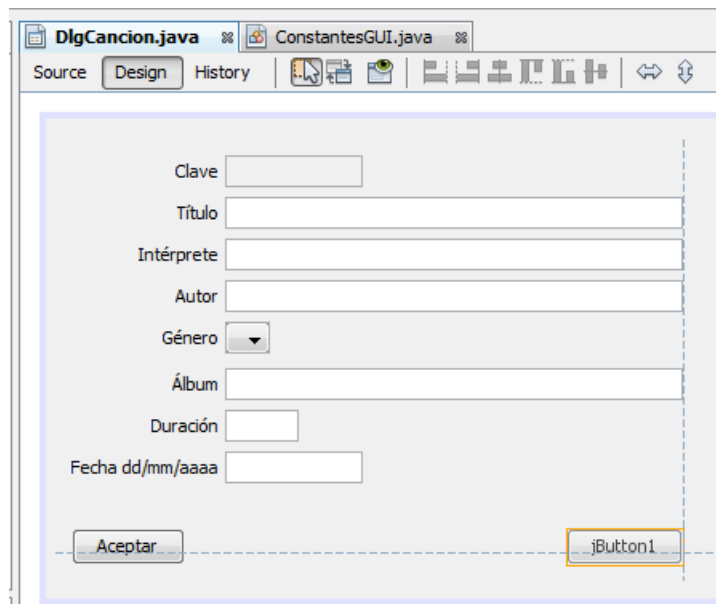 DlgCancion.java ConstantesGUI.java
Source Design History
Clave
Título
Intérprete
Autor
Género
Álbum
Duración
Fecha dd/mm/aaaa
Aceptar jButton1